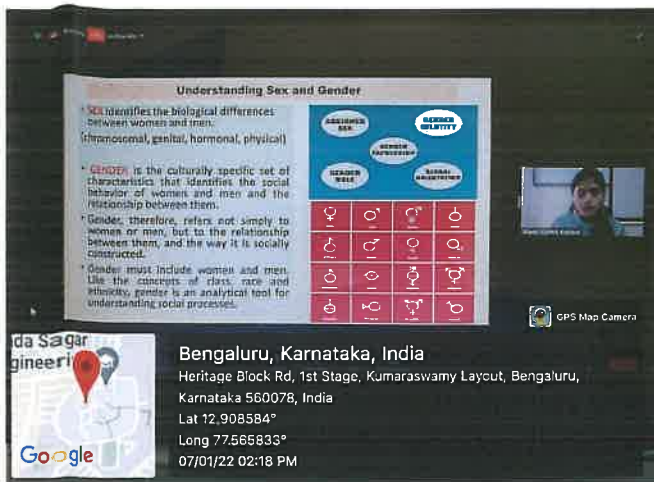 Understanding Sex and Gender
• SEX identifies the biological differences
between women and men.
(chromosomal, genital, hormonal, physical)
• GENDER is the culturally specific set of
characteristics that identifies the social
behavior of women and men and the
relationship between them.
• Gender, therefore, refers not simply to
women or men, but to the relationship
between them, and the way it is socially
constructed.
• Gender must include women and men.
Like the concepts of class, race and
ethnicity, gender is an analytical tool for
understanding social processes.
ASSIGNED
SEX
GENDER
IDENTITY
GENDER
EXPRESSION
GENDER
ROLE
SEXUAL
ORIENTATION
GPS Map Camera
da Sagar
gineeri
Google
Bengaluru, Karnataka, India
Heritage Block Rd, 1st Stage, Kumaraswamy Layout, Bengaluru,
Karnataka 560078, India
Lat 12.908584°
Long 77.565833°
07/01/22 02:18 PM